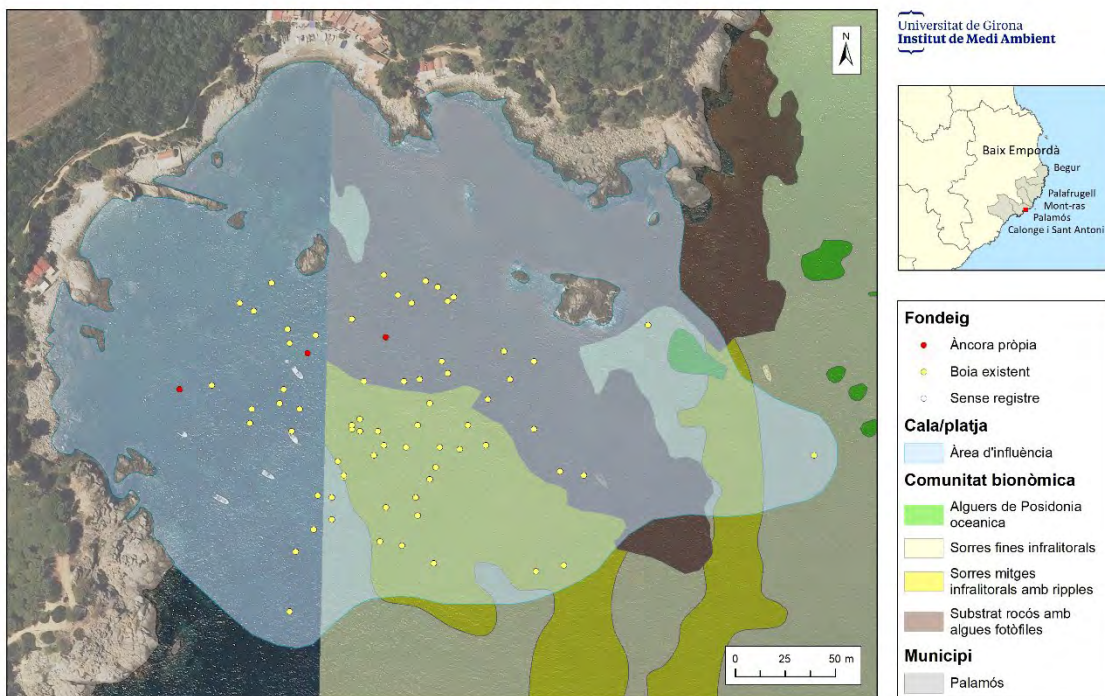 N
0 25 50 m
Universitat de Girona
Institut de Medi Ambient
Baix Empordà
Begur
Palafrugell
Mont-ras
Palamós
Calonge i Sant Antoni
Fondeig
Àncora pròpia
Boia existent
Sense registre
Cala/platja
Àrea d'influència
Comunitat bionòmica
Alguers de Posidonia
oceanica
Sorres fines infralitorals
Sorres mitges
infralitorals amb ripples
Substrat rocós amb
algues fotòfiles
Municipi
Palamós